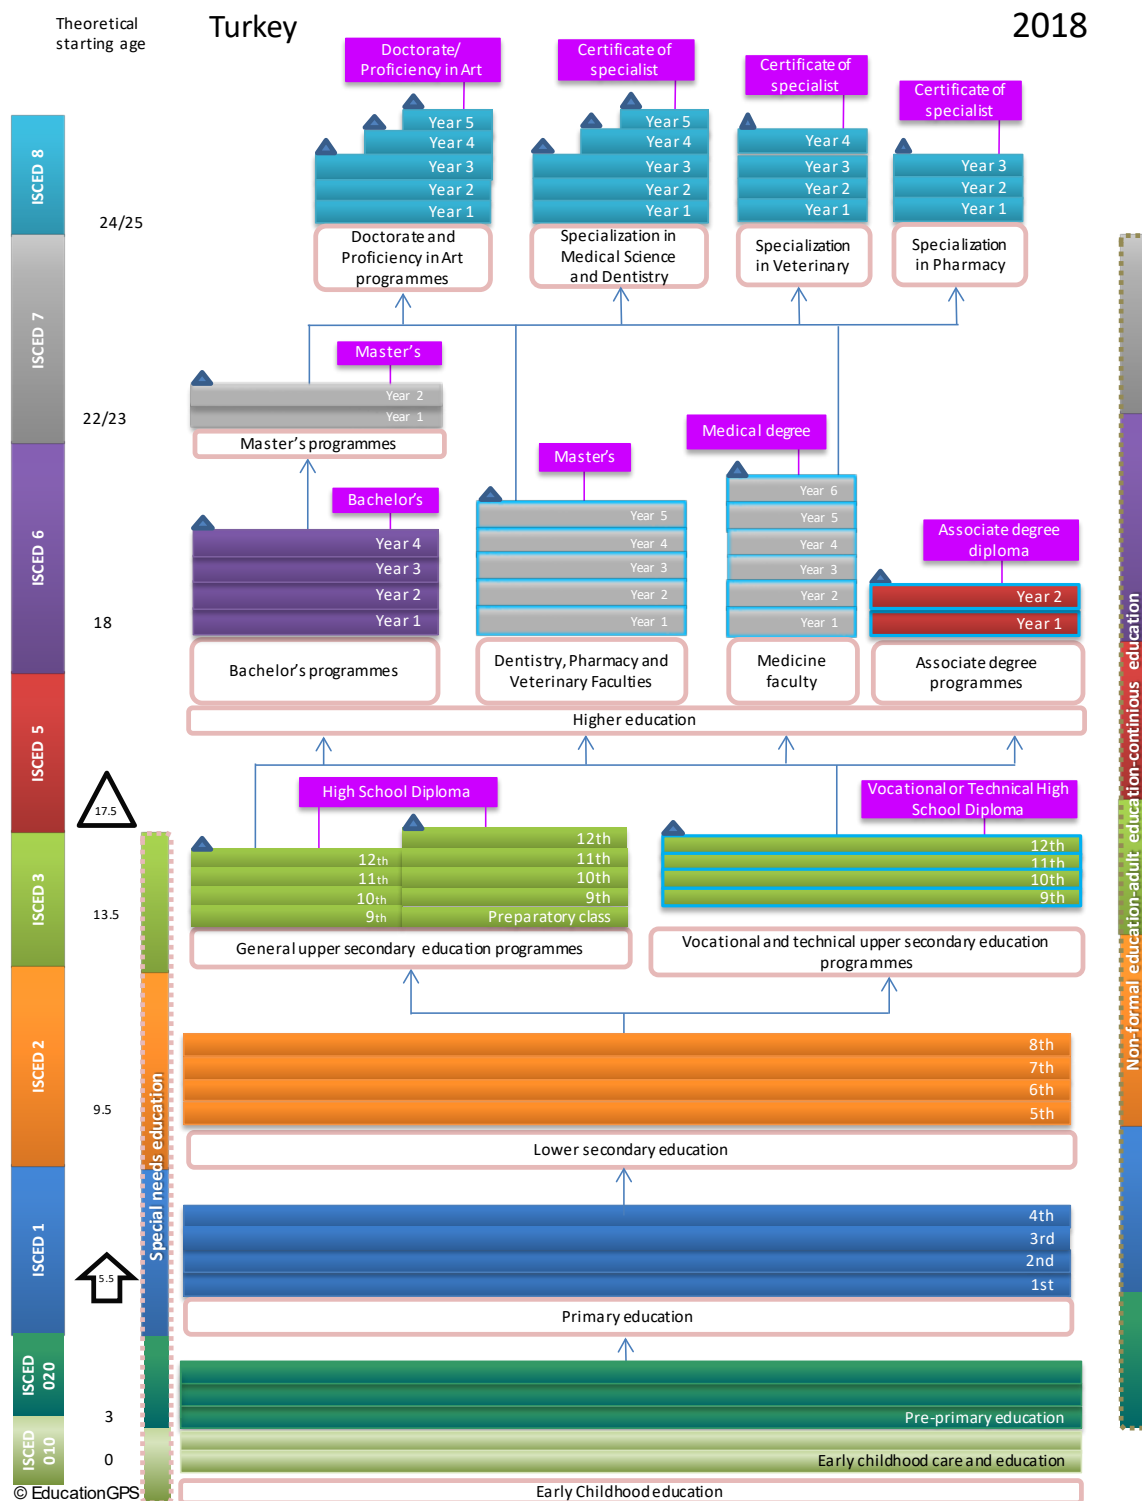 Theoretical
starting age
Turkey
2018
Doctorate/
Proficiency in Art
Certificate of
specialist
Certificate of
specialist
Certificate of
specialist
Year 5
Year 4
Year 3
Year 2
Year 1
Year 5
Year 4
Year 3
Year 2
Year 1
Year 4
Year 3
Year 2
Year 1
Year 3
Year 2
Year 1
ISCED 8
24/25
Doctorate and
Proficiency in Art
programmes
Specialization in
Medical Science
and Dentistry
Specialization
in Veterinary
Specialization
in Pharmacy
ISCED 7
22/23
Master's
Year 2
Year 1
Master's programmes
Master's
Medical degree
ISCED 6
18
Bachelor's
Year 4
Year 3
Year 2
Year 1
Year 5
Year 4
Year 3
Year 2
Year 1
Year 6
Year 5
Year 4
Year 3
Year 2
Year 1
Associate degree
diploma
Year 2
Year 1
Bachelor's programmes
Dentistry, Pharmacy and
Veterinary Faculties
Medicine
faculty
Associate degree
programmes
Higher education
ISCED 5
17.5
High School Diploma
Vocational or Technical High
School Diploma
ISCED 3
13.5
12th
11th
10th
9th
12th
11th
10th
9th
Preparatory class
12th
11th
10th
9th
General upper secondary education programmes
Vocational and technical upper secondary education
programmes
ISCED 2
9.5
8th
7th
6th
5th
Lower secondary education
ISCED 1
5.5
4th
3rd
2nd
1st
Primary education
Special needs education
Non-formal education-adult education-continious education
ISCED
020
3
Pre-primary education
ISCED
010
0
Early childhood care and education
Early Childhood education
© EducationGPS